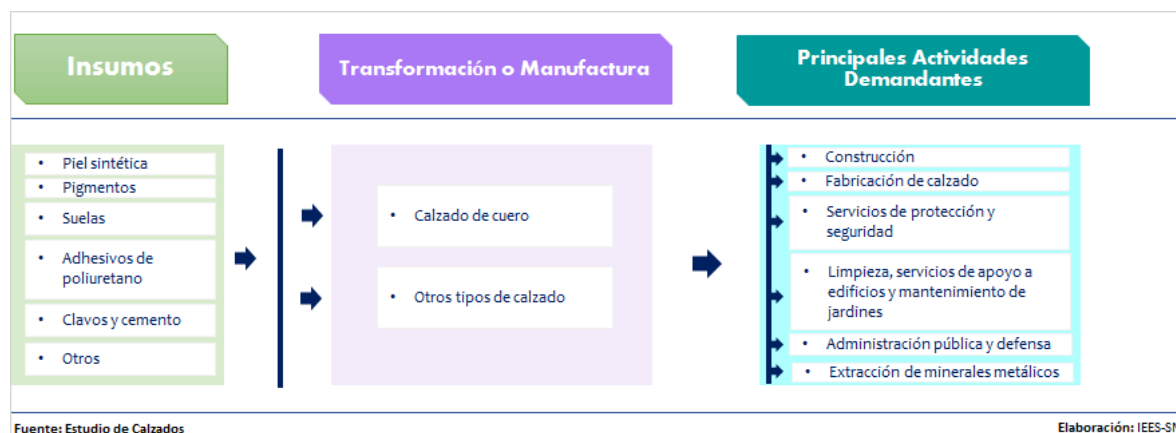 Insumos
Transformación o Manufactura
Principales Actividades
Demandantes
• Piel sintética
• Pigmentos
• Suelas
• Adhesivos de
poliuretano
• Clavos y cemento
• Otros
• Calzado de cuero
• Otros tipos de calzado
• Construcción
• Fabricación de calzado
• Servicios de protección y
seguridad
• Limpieza, servicios de apoyo a
edificios y mantenimiento de
jardines
• Administración pública y defensa
• Extracción de minerales metálicos
Fuente: Estudio de Calzados
Elaboración: IEES-